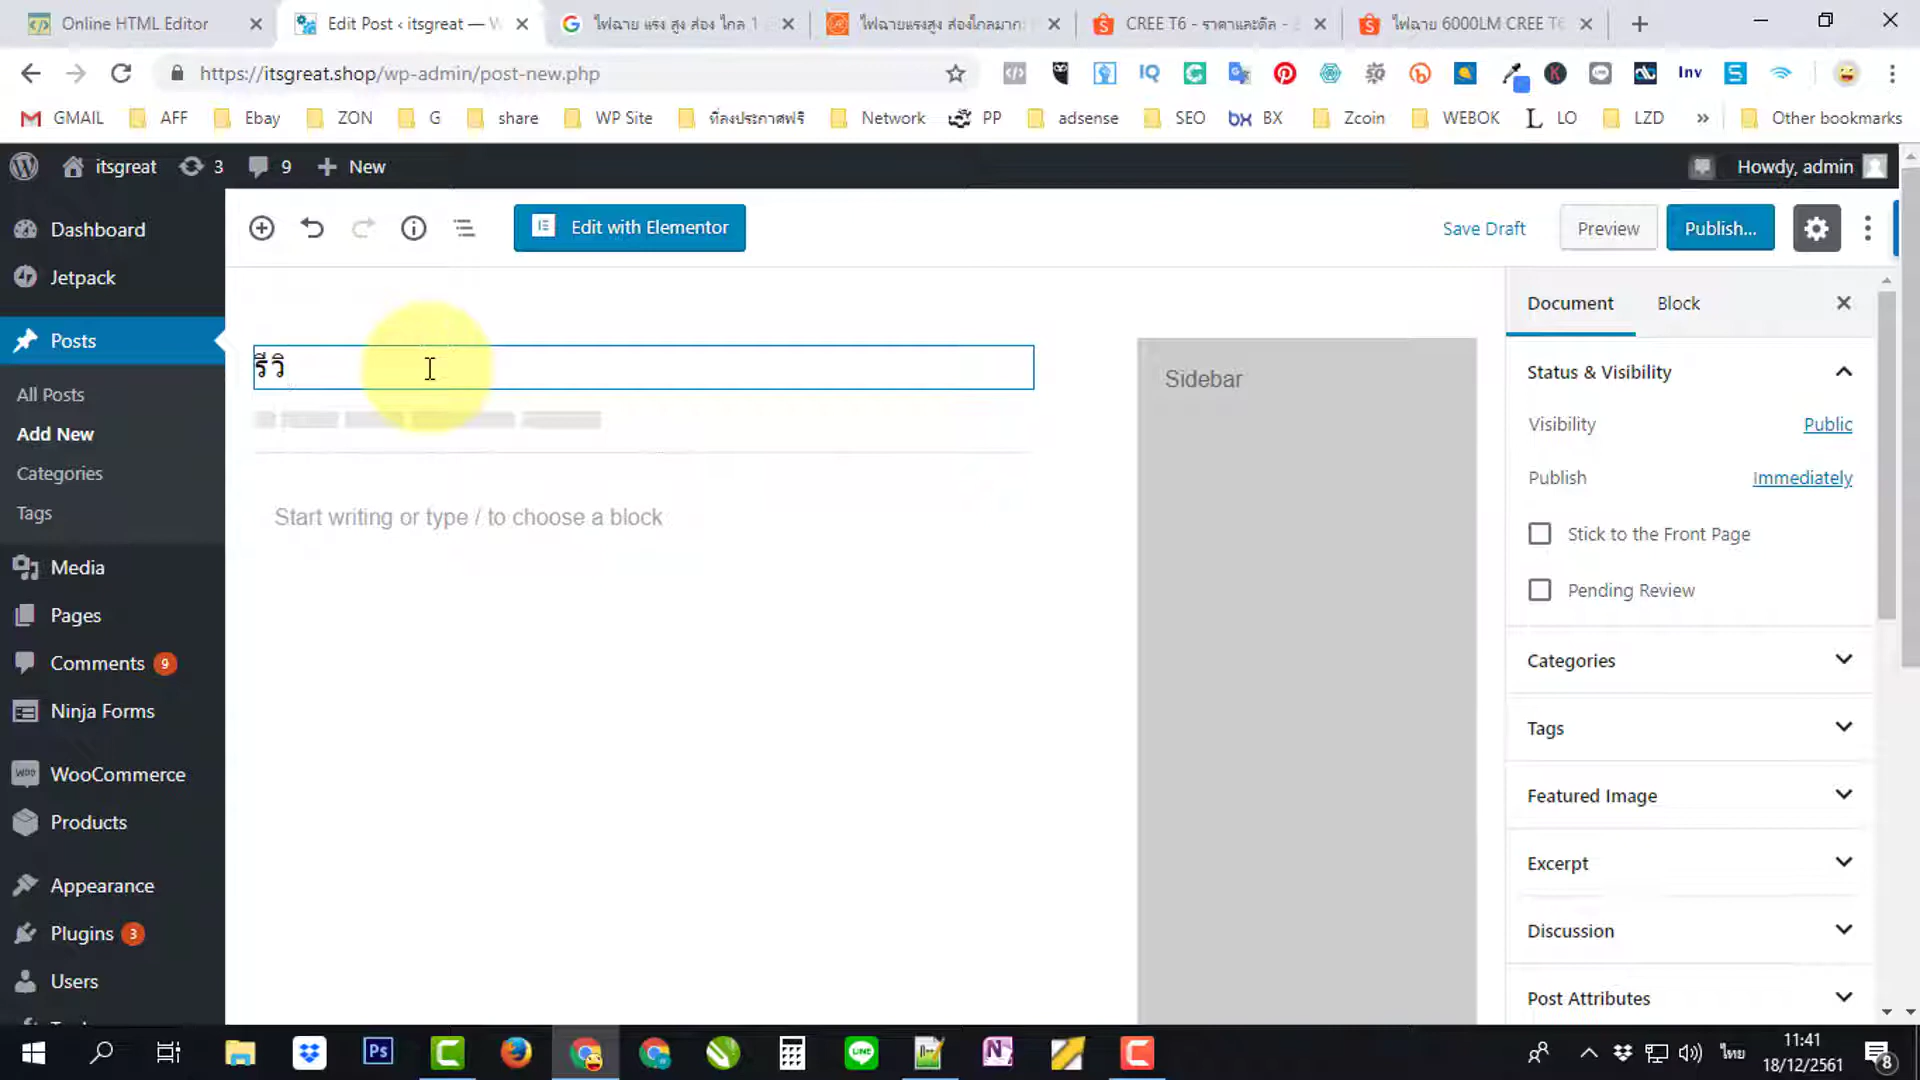 Online HTML Editor
Edit Post ‹ itsgreat — W
ไฟฉาย แรง สูง ส่อง ไกล 1
ไฟฉายแรงสูง ส่องไกลมาก
CREE T6 - ราคาและดีล -
ไฟฉาย 6000LM CREE T6
https://itsgreat.shop/wp-admin/post-new.php
IQ
K
Inv
S
GMAIL
AFF
Ebay
ZON
G
share
WP Site
ที่ลงประกาศฟรี
Network
PP
adsense
SEO
bx BX
Zcoin
WEBOK
L LO
LZD
»
Other bookmarks
itsgreat
3
9
New
Howdy, admin
Dashboard
Jetpack
Posts
All Posts
Add New
Categories
Tags
Media
Pages
Comments 9
Ninja Forms
WooCommerce
Products
Appearance
Plugins 3
Users
Edit with Elementor
Save Draft
Preview
Publish...
รีวิ
Start writing or type / to choose a block
Sidebar
Document
Block
Status & Visibility
Visibility
Public
Publish
Immediately
Stick to the Front Page
Pending Review
Categories
Tags
Featured Image
Excerpt
Discussion
Post Attributes
Ps
LINE
N
ไทย
11:41
18/12/2561
8